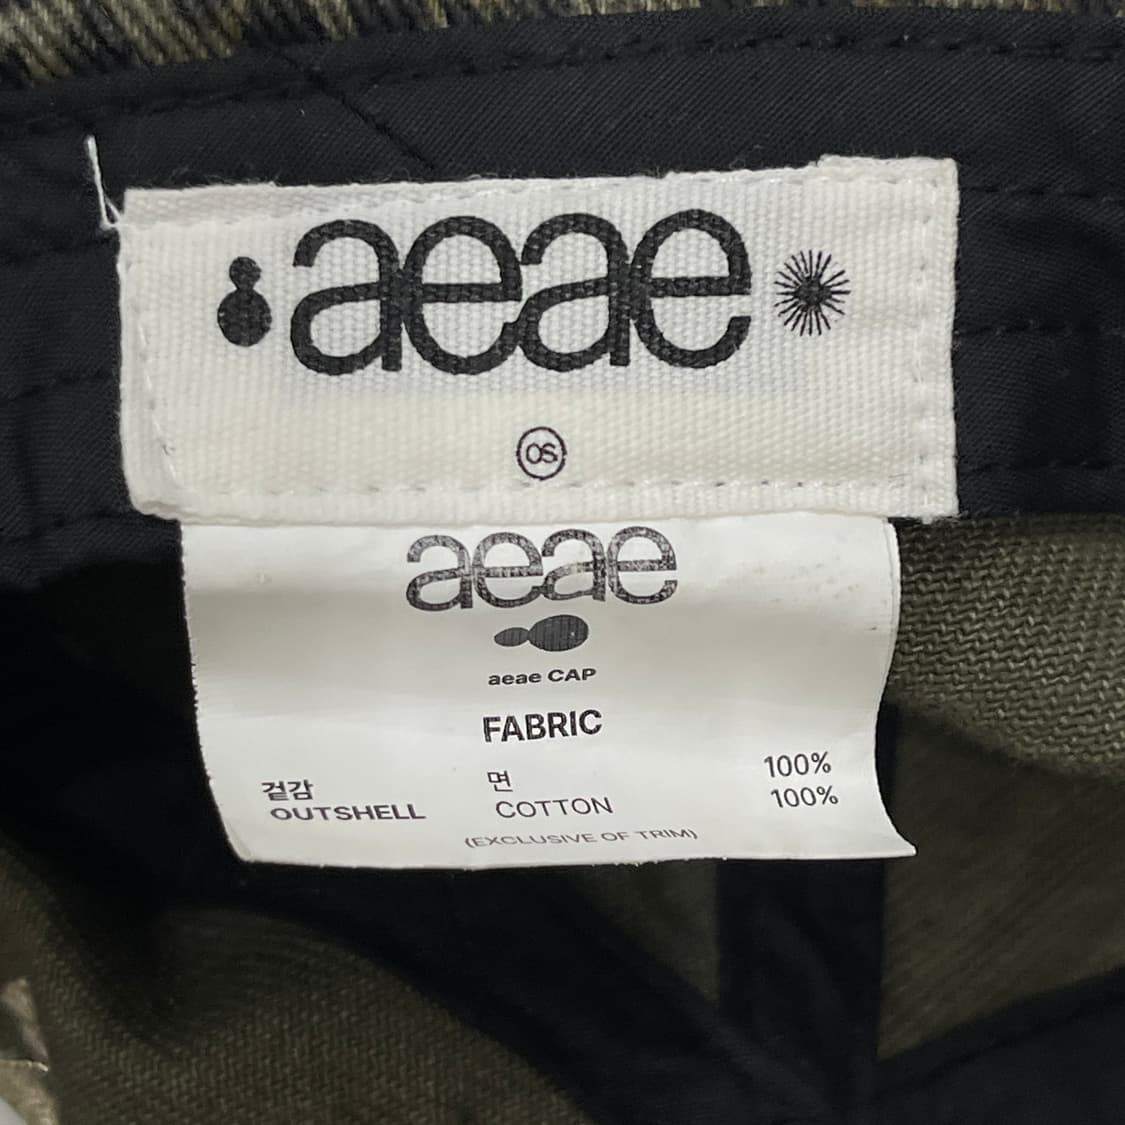 aeae
OS
aeae
aeae CAP
FABRIC
겉감 면 100%
OUTSHELL COTTON 100%
(EXCLUSIVE OF TRIM)